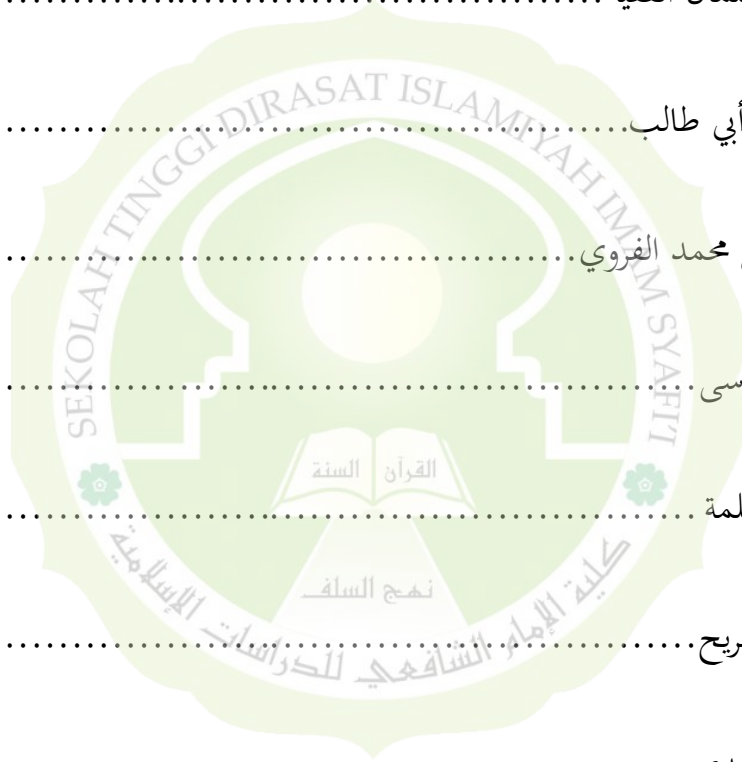 أبي طالب........................................
محمد الفروي........................................
سى........................................
لمة........................................
ريح........................................
SEKOLAH TINGGI DIRASAT ISLAMIYAH IMAM SYAFI'I
القرآن السنة
نهج السلف
كلية الإمام الشافعي للدراسات الإسلامية